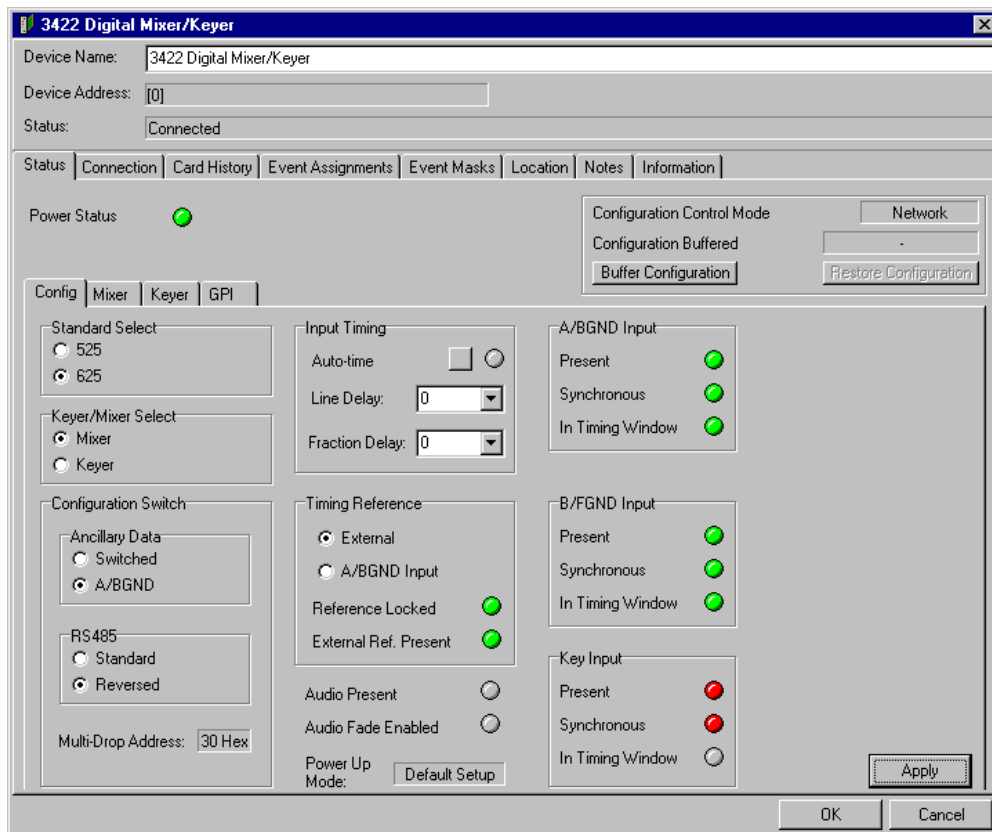 3422 Digital Mixer/Keyer
Device Name: 3422 Digital Mixer/Keyer
Device Address: [0]
Status: Connected
Status Connection Card History Event Assignments Event Masks Location Notes Information
Power Status
Configuration Control Mode Network
Configuration Buffered -
Buffer Configuration Restore Configuration
Config Mixer Keyer GPI
Standard Select
525
625
Keyer/Mixer Select
Mixer
Keyer
Configuration Switch
Ancillary Data
Switched
A/BGND
RS485
Standard
Reversed
Multi-Drop Address: 30 Hex
Input Timing
Auto-time
Line Delay: 0
Fraction Delay: 0
Timing Reference
External
A/BGND Input
Reference Locked
External Ref. Present
Audio Present
Audio Fade Enabled
Power Up
Mode: Default Setup
A/BGND Input
Present
Synchronous
In Timing Window
B/FGND Input
Present
Synchronous
In Timing Window
Key Input
Present
Synchronous
In Timing Window
Apply
OK Cancel